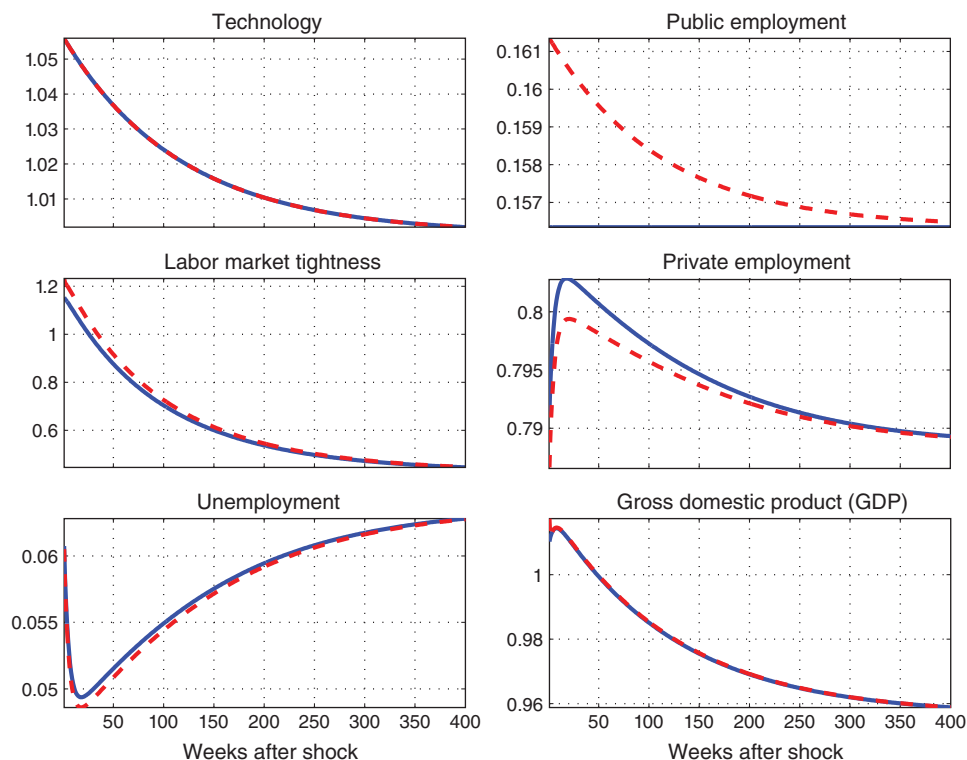 Technology
1.05
1.04
1.03
1.02
1.01
Public employment
0.161
0.16
0.159
0.158
0.157
Labor market tightness
1.2
1
0.8
0.6
Private employment
0.8
0.795
0.79
Unemployment
0.06
0.055
0.05
50 100 150 200 250 300 350 400
Weeks after shock
Gross domestic product (GDP)
1
0.98
0.96
50 100 150 200 250 300 350 400
Weeks after shock